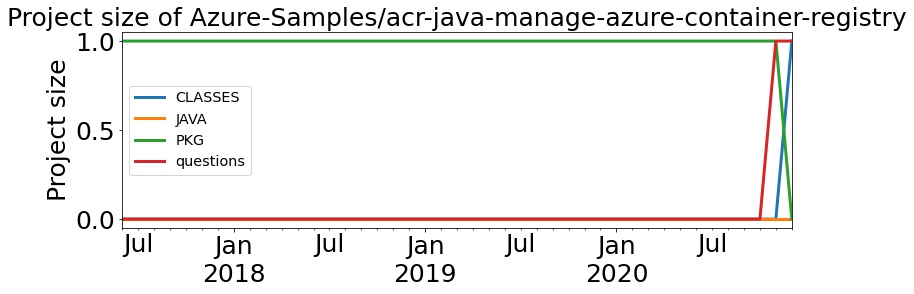 Project size of Azure-Samples/acr-java-manage-azure-container-registry
Project size
1.0
0.5
0.0
CLASSES
JAVA
PKG
questions
Jul Jan Jul Jan Jul Jan Jul
2018 2019 2020